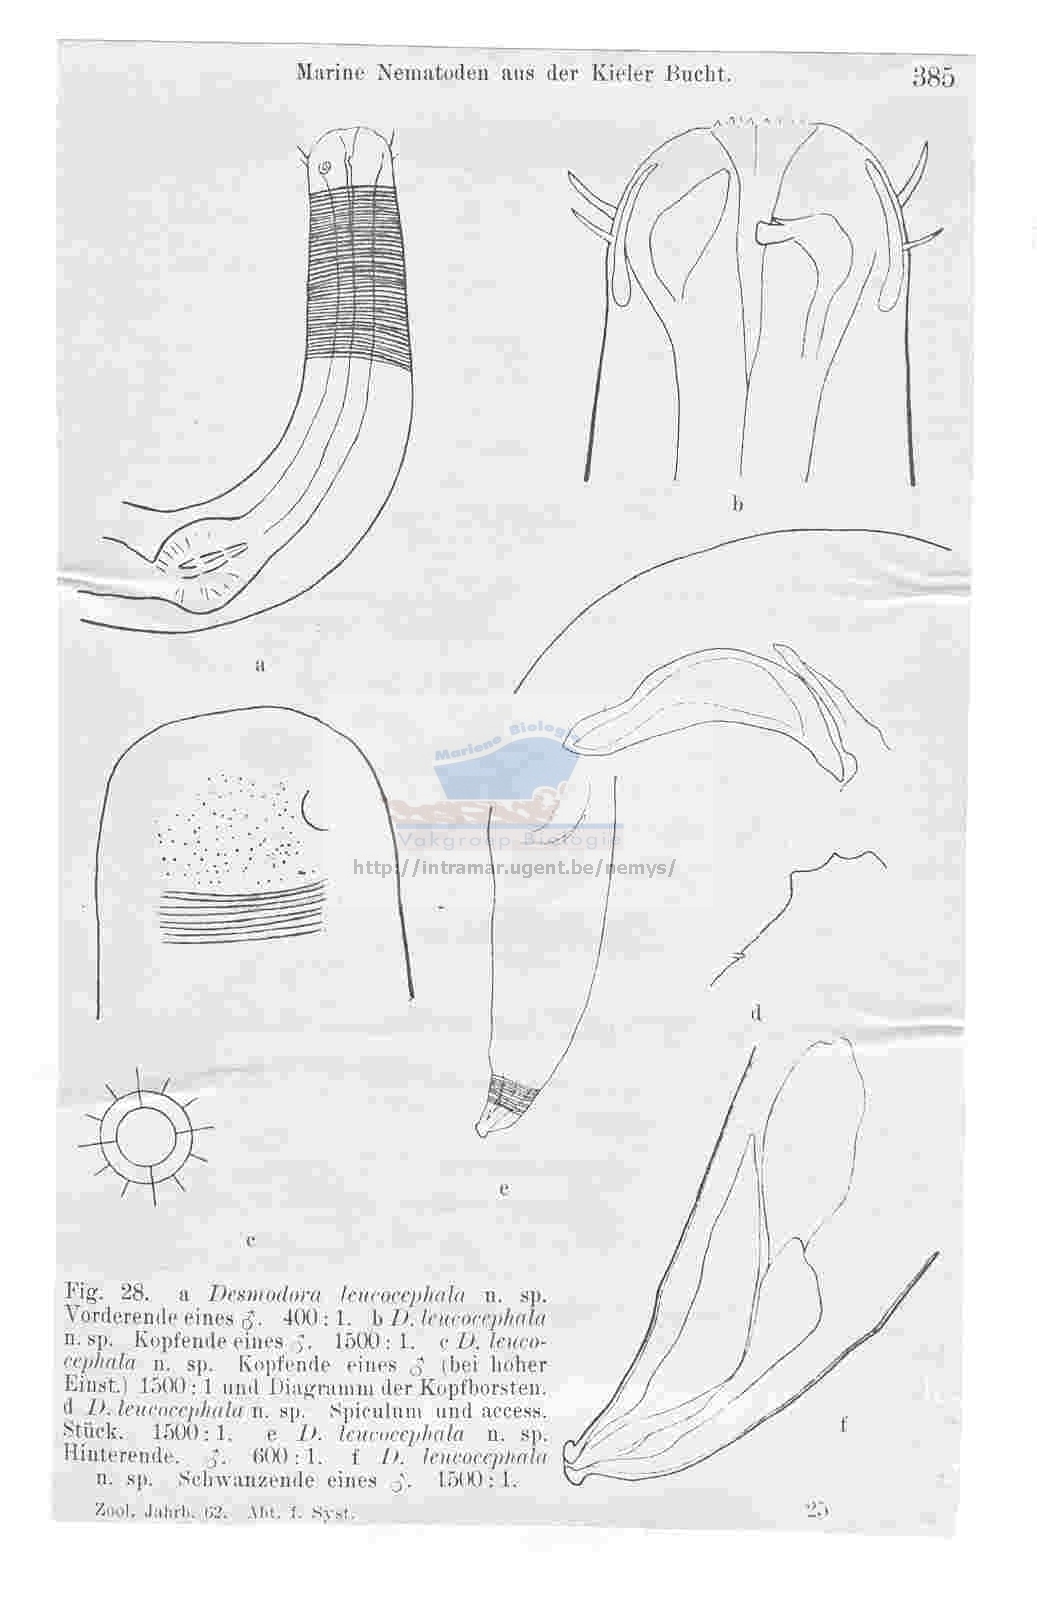 Marine Nematoden aus der Kieler Bucht. 385
b
a
Mariene Biologie
Vakgroep Biologie
http://intramar.ugent.be/nemys/
d
e
c
f
Fig. 28. a Desmodora leucocephala n. sp.
Vorderende eines ♂. 400 : 1. b D. leucocephala
n. sp. Kopfende eines ♂. 1500 : 1. c D. leuco-
cephala n. sp. Kopfende eines ♂ (bei hoher
Einst.) 1500 : 1 und Diagramm der Kopfborsten.
d D. leucocephala n. sp. Spiculum und access.
Stück. 1500 : 1. e D. leucocephala n. sp.
Hinterende. ♂. 600 : 1. f D. leucocephala
n. sp. Schwanzende eines ♂. 1500 : 1.
Zool. Jahrb. 62. Abt. f. Syst. 25